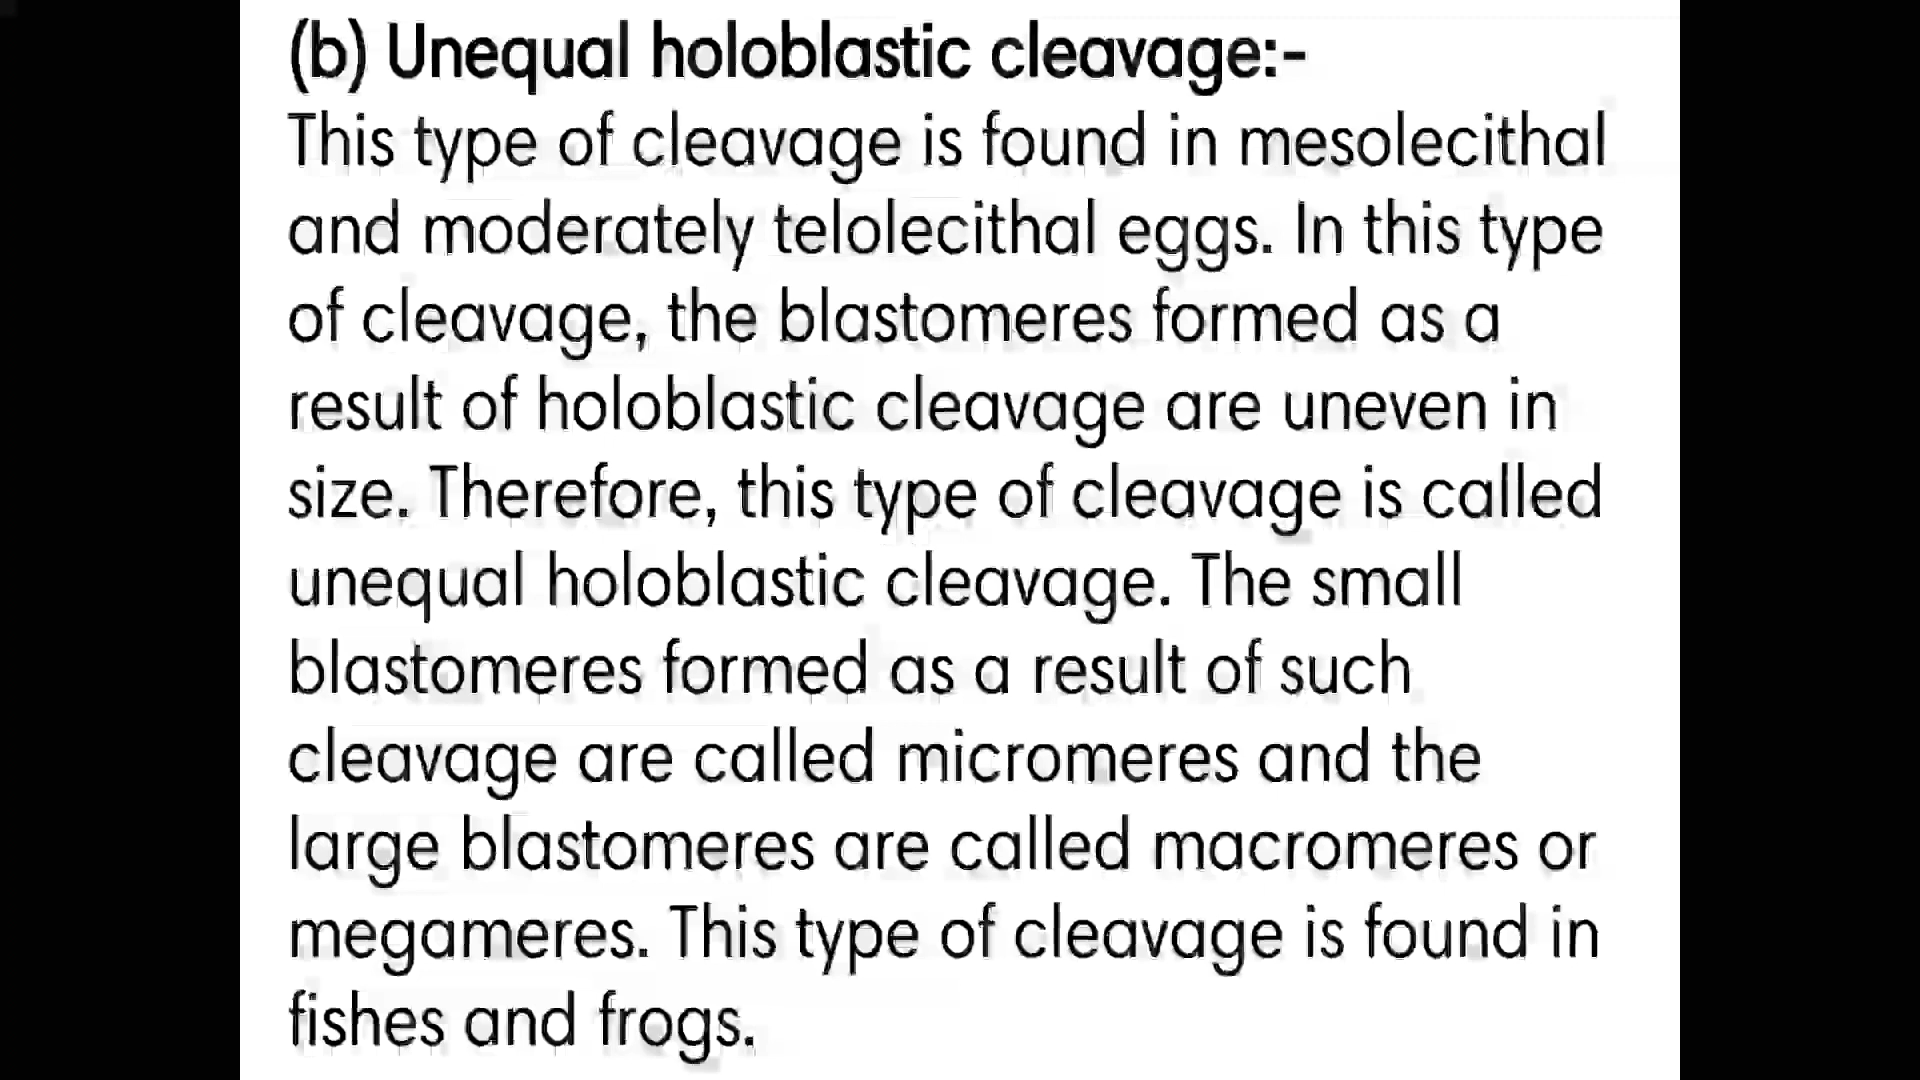 (b) Unequal holoblastic cleavage:-
This type of cleavage is found in mesolecithal
and moderately telolecithal eggs. In this type
of cleavage, the blastomeres formed as a
result of holoblastic cleavage are uneven in
size. Therefore, this type of cleavage is called
unequal holoblastic cleavage. The small
blastomeres formed as a result of such
cleavage are called micromeres and the
large blastomeres are called macromeres or
megameres. This type of cleavage is found in
fishes and frogs.